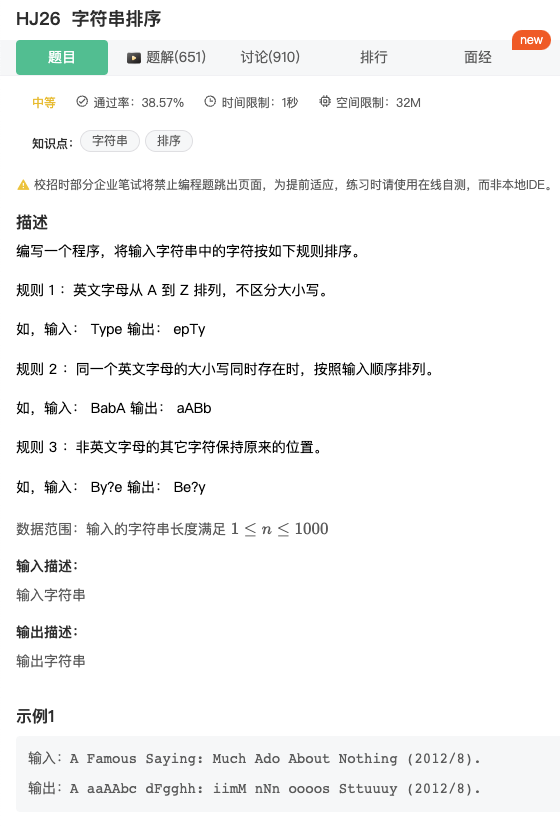 HJ26 字符串排序
题目 题解(651) 讨论(910) 排行 面经 new
中等 通过率：38.57% 时间限制：1秒 空间限制：32M
知识点： 字符串 排序
校招时部分企业笔试将禁止编程题跳出页面，为提前适应，练习时请使用在线自测，而非本地IDE。
描述
编写一个程序，将输入字符串中的字符按如下规则排序。
规则 1 ：英文字母从 A 到 Z 排列，不区分大小写。
如，输入： Type 输出： epTy
规则 2 ：同一个英文字母的大小写同时存在时，按照输入顺序排列。
如，输入： BabA 输出： aABb
规则 3 ：非英文字母的其它字符保持原来的位置。
如，输入： By?e 输出： Be?y
数据范围：输入的字符串长度满足 1 ≤ n ≤ 1000
输入描述：
输入字符串
输出描述：
输出字符串
示例1
输入：A Famous Saying: Much Ado About Nothing (2012/8).
输出：A aaAAbc dFgghh: iimM nNn oooos Sttuuuy (2012/8).